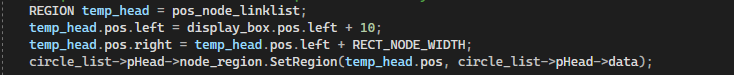 REGION temp_head = pos_node_linklist;
temp_head.pos.left = display_box.pos.left + 10;
temp_head.pos.right = temp_head.pos.left + RECT_NODE_WIDTH;
circle_list->pHead->node_region.SetRegion(temp_head.pos, circle_list->pHead->data);